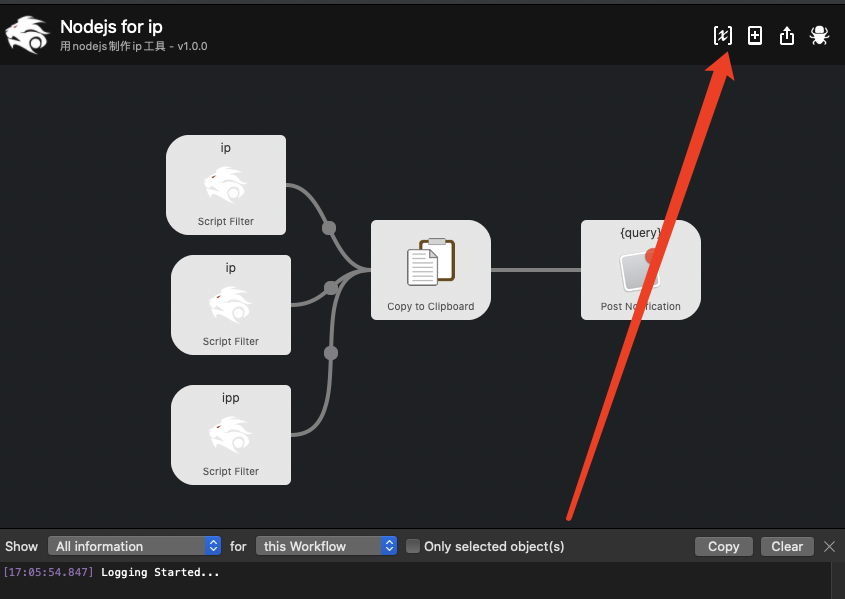 Nodejs for ip
用nodejs制作ip工具 - v1.0.0
ip
Script Filter
ip
Script Filter
ipp
Script Filter
Copy to Clipboard
{query}
Post Notification
Show All information for this Workflow Only selected object(s) Copy Clear
[17:05:54.847] Logging Started...